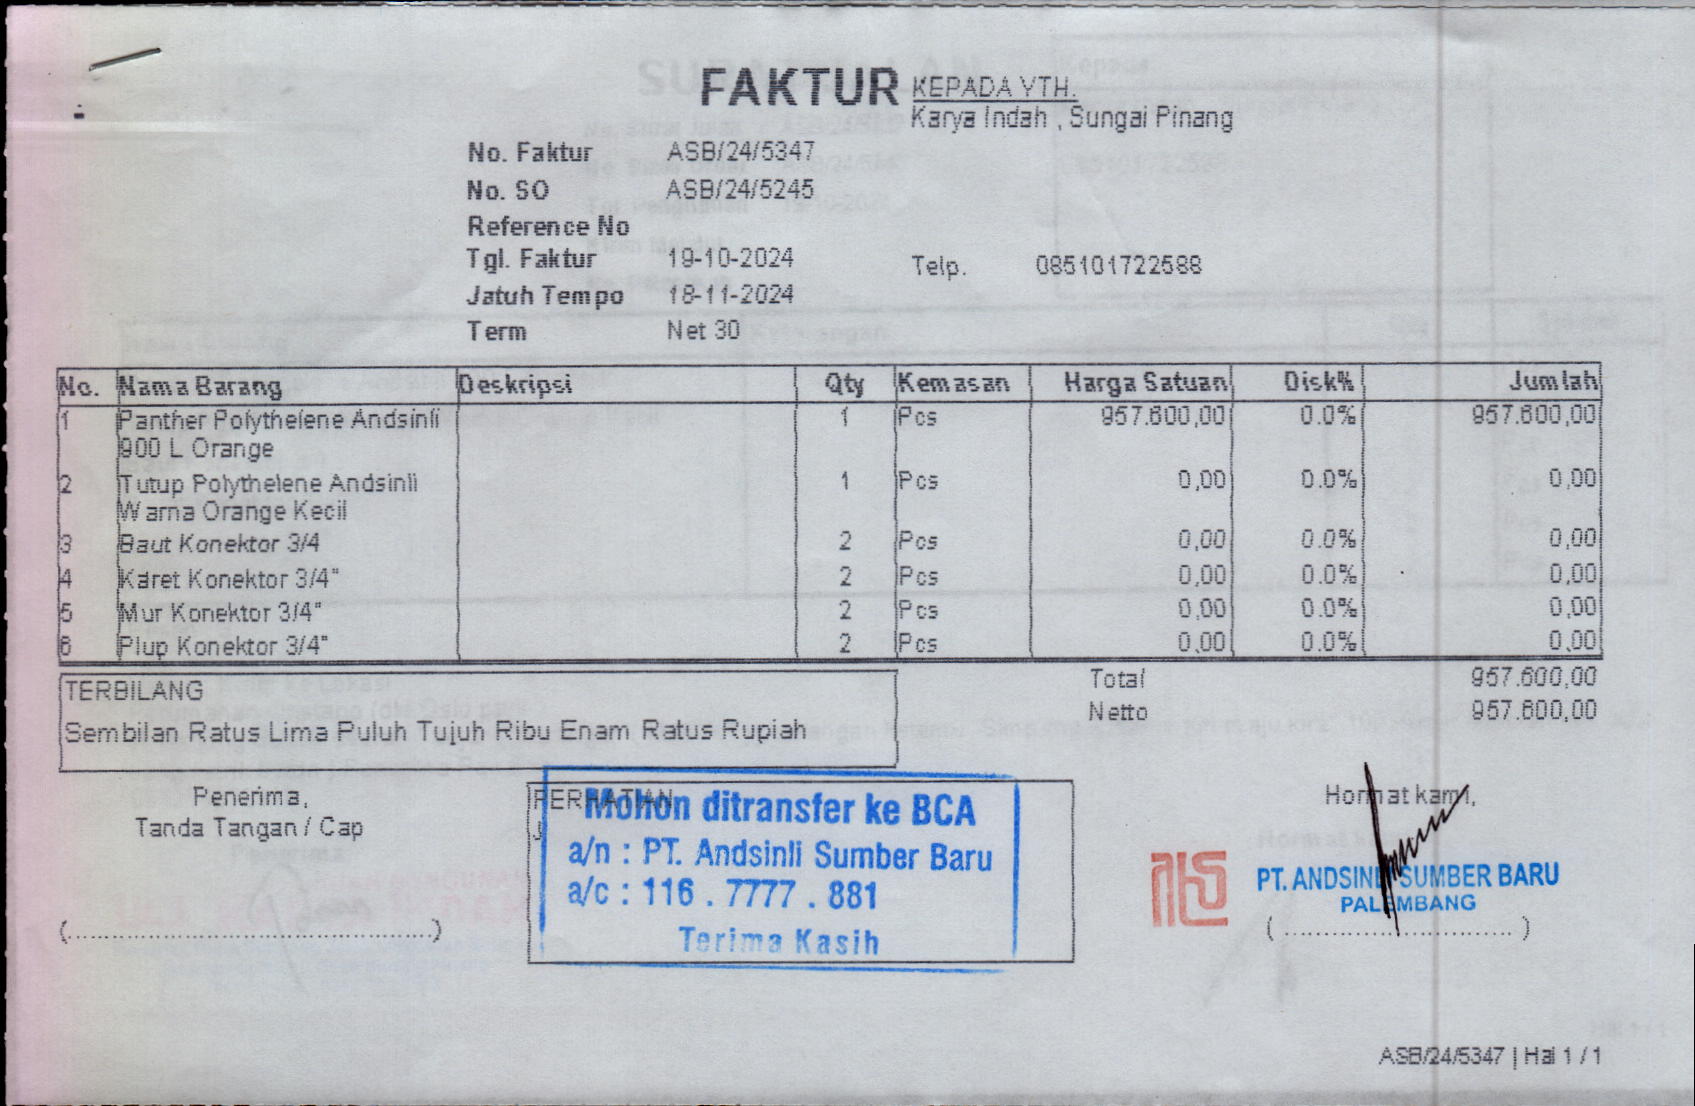 FAKTUR
KEPADA YTH.
Karya Indah , Sungai Pinang
No. Faktur ASB/24/5347
No. SO ASB/24/5245
Reference No
Tgl. Faktur 19-10-2024
Telp. 085101722588
Jatuh Tempo 18-11-2024
Term Net 30
No. Nama Barang Deskripsi Qty Kemasan Harga Satuan Disk% Jumlah
1 Panther Polythelene Andsinli 1 Pcs 957.600,00 0.0% 957.600,00
900 L Orange
2 Tutup Polythelene Andsinli 1 Pcs 0,00 0.0% 0,00
Warna Orange Kecil
3 Baut Konektor 3/4 2 Pcs 0,00 0.0% 0,00
4 Karet Konektor 3/4" 2 Pcs 0,00 0.0% 0,00
5 Mur Konektor 3/4" 2 Pcs 0,00 0.0% 0,00
6 Plup Konektor 3/4" 2 Pcs 0,00 0.0% 0,00
Total 957.600,00
Netto 957.600,00
TERBILANG
Sembilan Ratus Lima Puluh Tujuh Ribu Enam Ratus Rupiah
Penerima,
Tanda Tangan / Cap
(..........................................)
PERHATIAN
Mohon ditransfer ke BCA
a/n : PT. Andsinli Sumber Baru
a/c : 116 . 7777 . 881
Terima Kasih
Hormat kami,
PT. ANDSINLI SUMBER BARU
PALEMBANG
( .............................. )
ASB/24/5347 | Hal 1 / 1